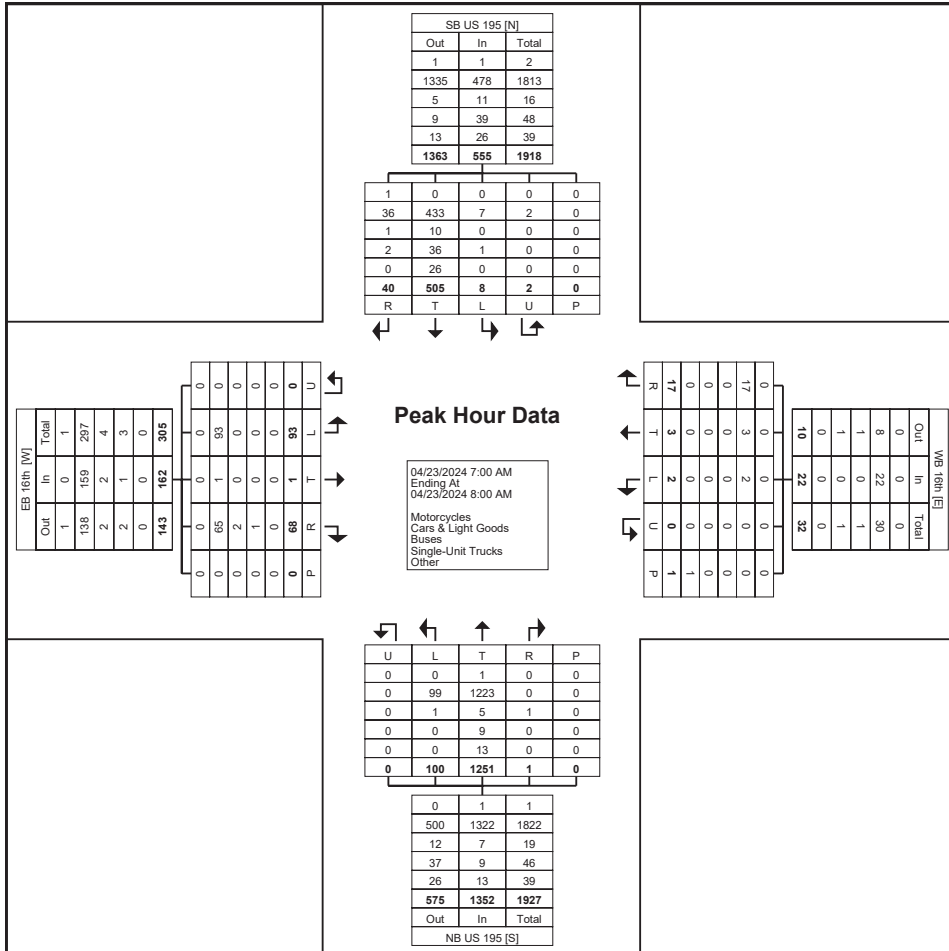 SB US 195 [N]
Out In Total
1 1 2
1335 478 1813
5 11 16
9 39 48
13 26 39
1363 555 1918
1 0 0 0 0
36 433 7 2 0
1 10 0 0 0
2 36 1 0 0
0 26 0 0 0
40 505 8 2 0
R T L U P
EB 16th [W]
Total 1 297 4 3 0 305
In 0 159 2 1 0 162
Out 1 138 2 2 0 143
0 0 0 0 0 0 U
0 93 0 0 0 93 L
0 1 0 0 0 1 T
0 65 2 1 0 68 R
0 0 0 0 0 0 P
Peak Hour Data
04/23/2024 7:00 AM
Ending At
04/23/2024 8:00 AM
Motorcycles
Cars & Light Goods
Buses
Single-Unit Trucks
Other
R 17 0 0 0 17 0
T 3 0 0 0 3 0
L 2 0 0 0 2 0
U 0 0 0 0 0 0
P 1 1 0 0 0 0
10 0 1 1 8 0 Out
22 0 0 0 22 0 In
32 0 1 1 30 0 Total
WB 16th [E]
U L T R P
0 0 1 0 0
0 99 1223 0 0
0 1 5 1 0
0 0 9 0 0
0 0 13 0 0
0 100 1251 1 0
0 1 1
500 1322 1822
12 7 19
37 9 46
26 13 39
575 1352 1927
Out In Total
NB US 195 [S]